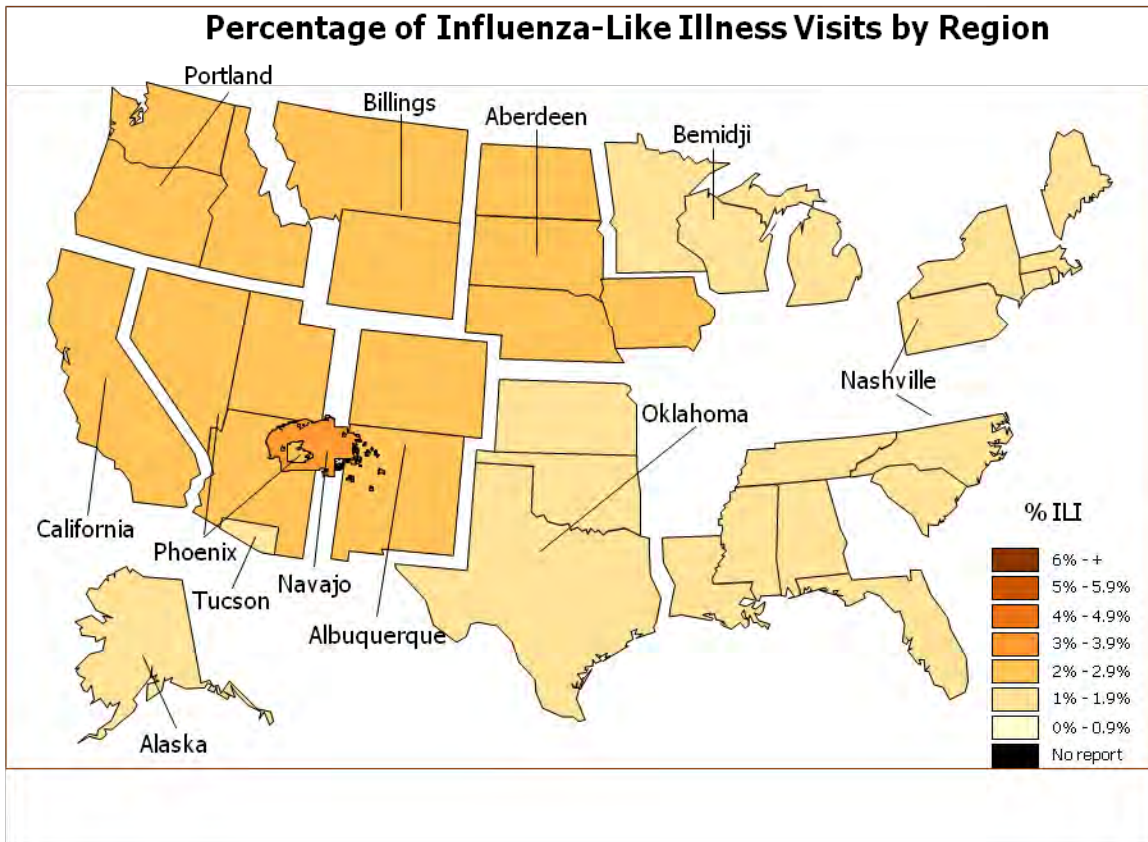 Percentage of Influenza-Like Illness Visits by Region
Portland
Billings
Aberdeen
Bemidji
Nashville
Oklahoma
California
Phoenix
Navajo
Tucson
Albuquerque
Alaska
% ILI
6% - +
5% - 5.9%
4% - 4.9%
3% - 3.9%
2% - 2.9%
1% - 1.9%
0% - 0.9%
No report